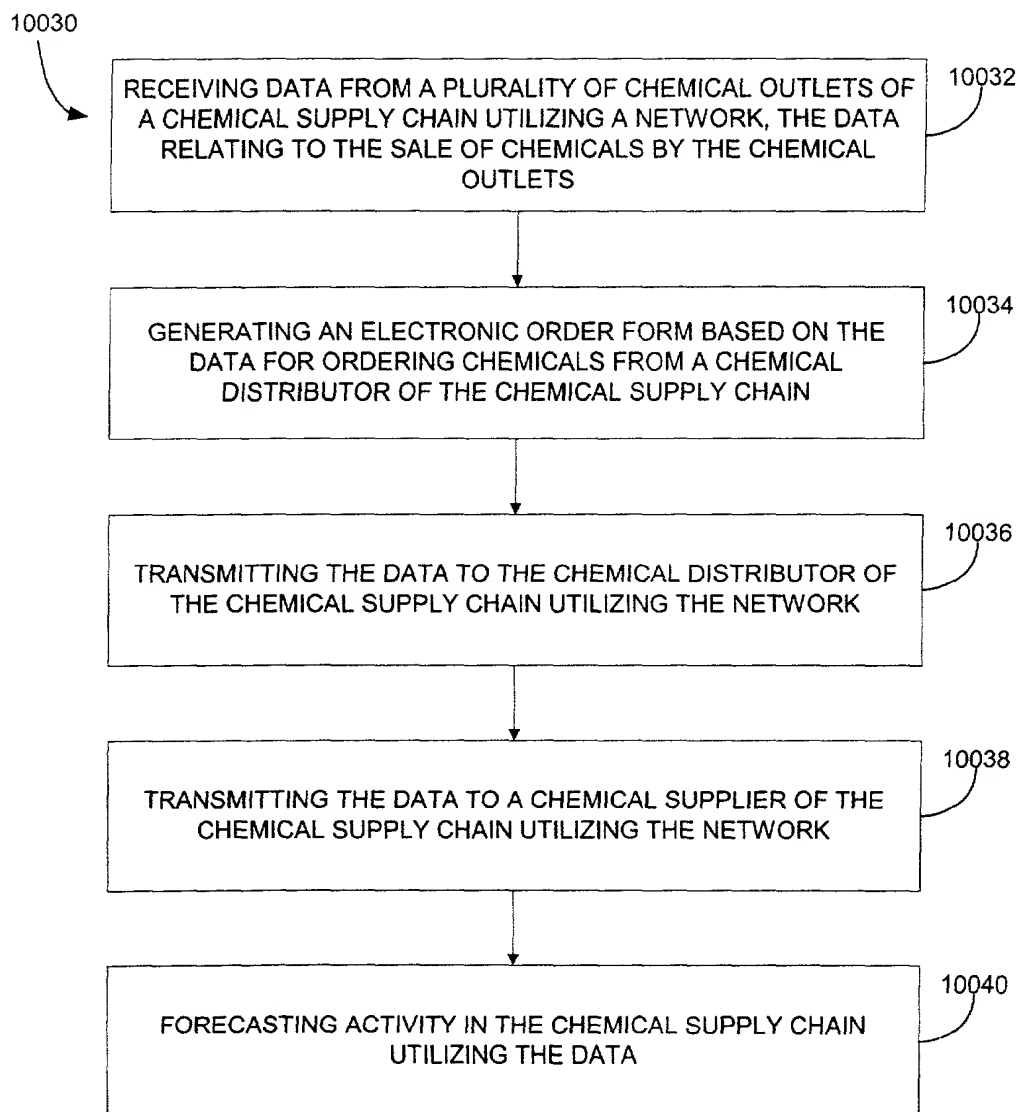 10030
RECEIVING DATA FROM A PLURALITY OF CHEMICAL OUTLETS OF
A CHEMICAL SUPPLY CHAIN UTILIZING A NETWORK, THE DATA
RELATING TO THE SALE OF CHEMICALS BY THE CHEMICAL
OUTLETS
10032
GENERATING AN ELECTRONIC ORDER FORM BASED ON THE
DATA FOR ORDERING CHEMICALS FROM A CHEMICAL
DISTRIBUTOR OF THE CHEMICAL SUPPLY CHAIN
10034
TRANSMITTING THE DATA TO THE CHEMICAL DISTRIBUTOR OF
THE CHEMICAL SUPPLY CHAIN UTILIZING THE NETWORK
10036
TRANSMITTING THE DATA TO A CHEMICAL SUPPLIER OF THE
CHEMICAL SUPPLY CHAIN UTILIZING THE NETWORK
10038
FORECASTING ACTIVITY IN THE CHEMICAL SUPPLY CHAIN
UTILIZING THE DATA
10040